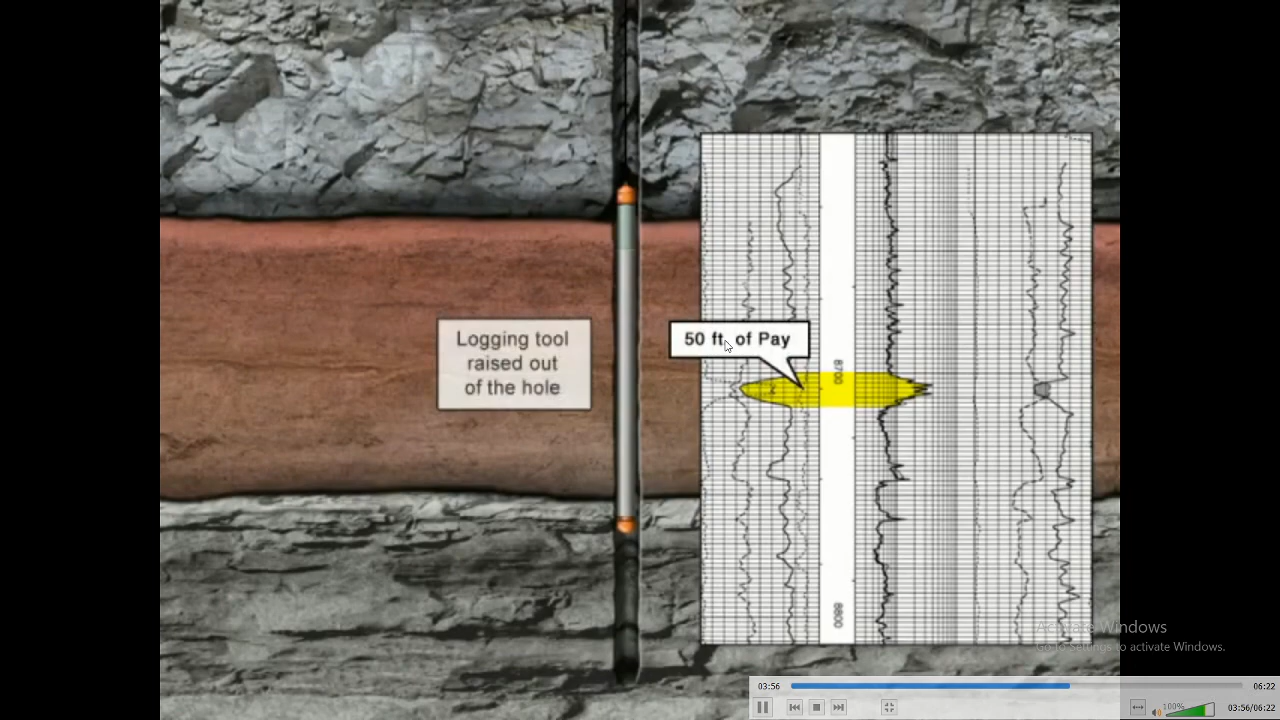 Logging tool
raised out
of the hole
50 ft. of Pay
8700
8800
Activate Windows
Go to Settings to activate Windows.
03:56
06:22
100%
03:56/06:22